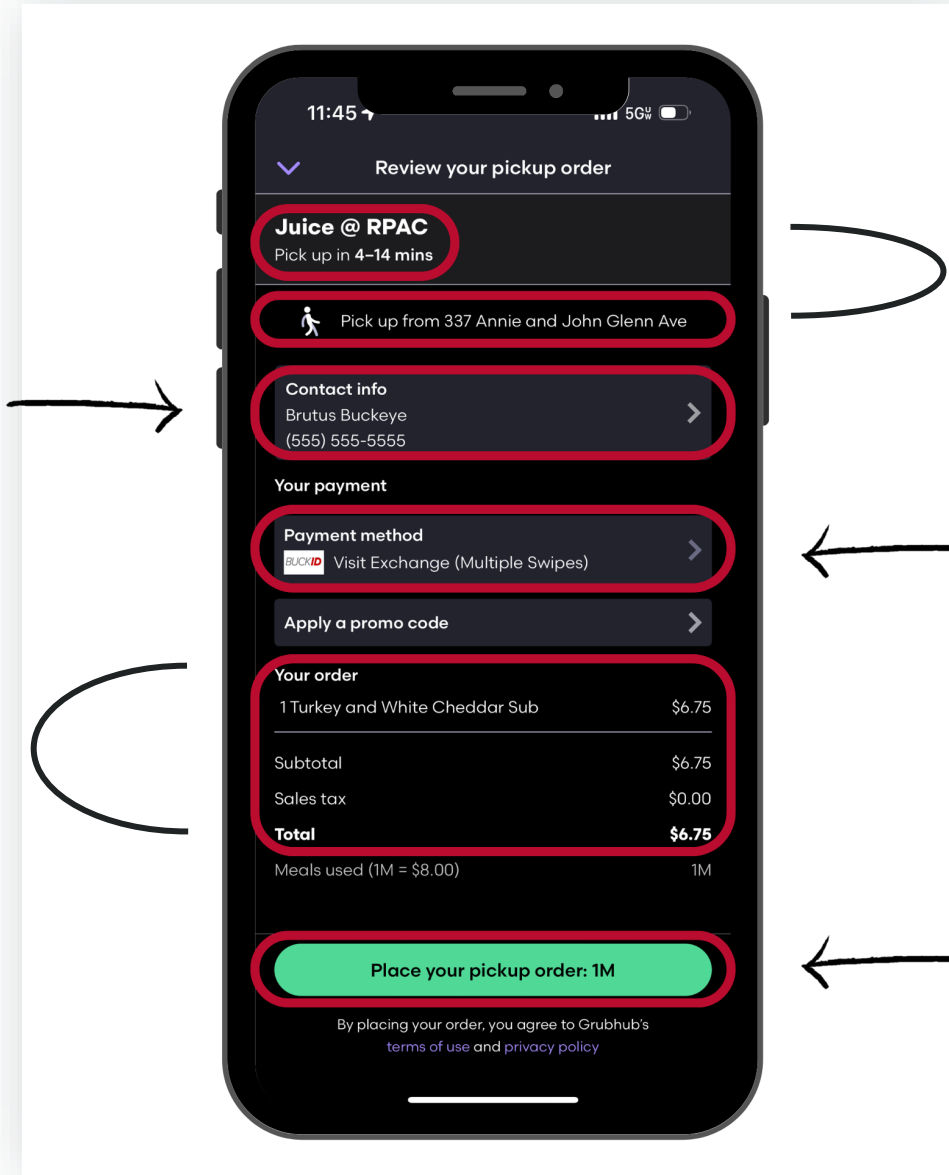 11:45 5G UW
Review your pickup order
Juice @ RPAC
Pick up in 4–14 mins
Pick up from 337 Annie and John Glenn Ave
Contact info
Brutus Buckeye
(555) 555-5555
Your payment
Payment method
BUCKID Visit Exchange (Multiple Swipes)
Apply a promo code
Your order
1 Turkey and White Cheddar Sub $6.75
Subtotal $6.75
Sales tax $0.00
Total $6.75
Meals used (1M = $8.00) 1M
Place your pickup order: 1M
By placing your order, you agree to Grubhub's
terms of use and privacy policy